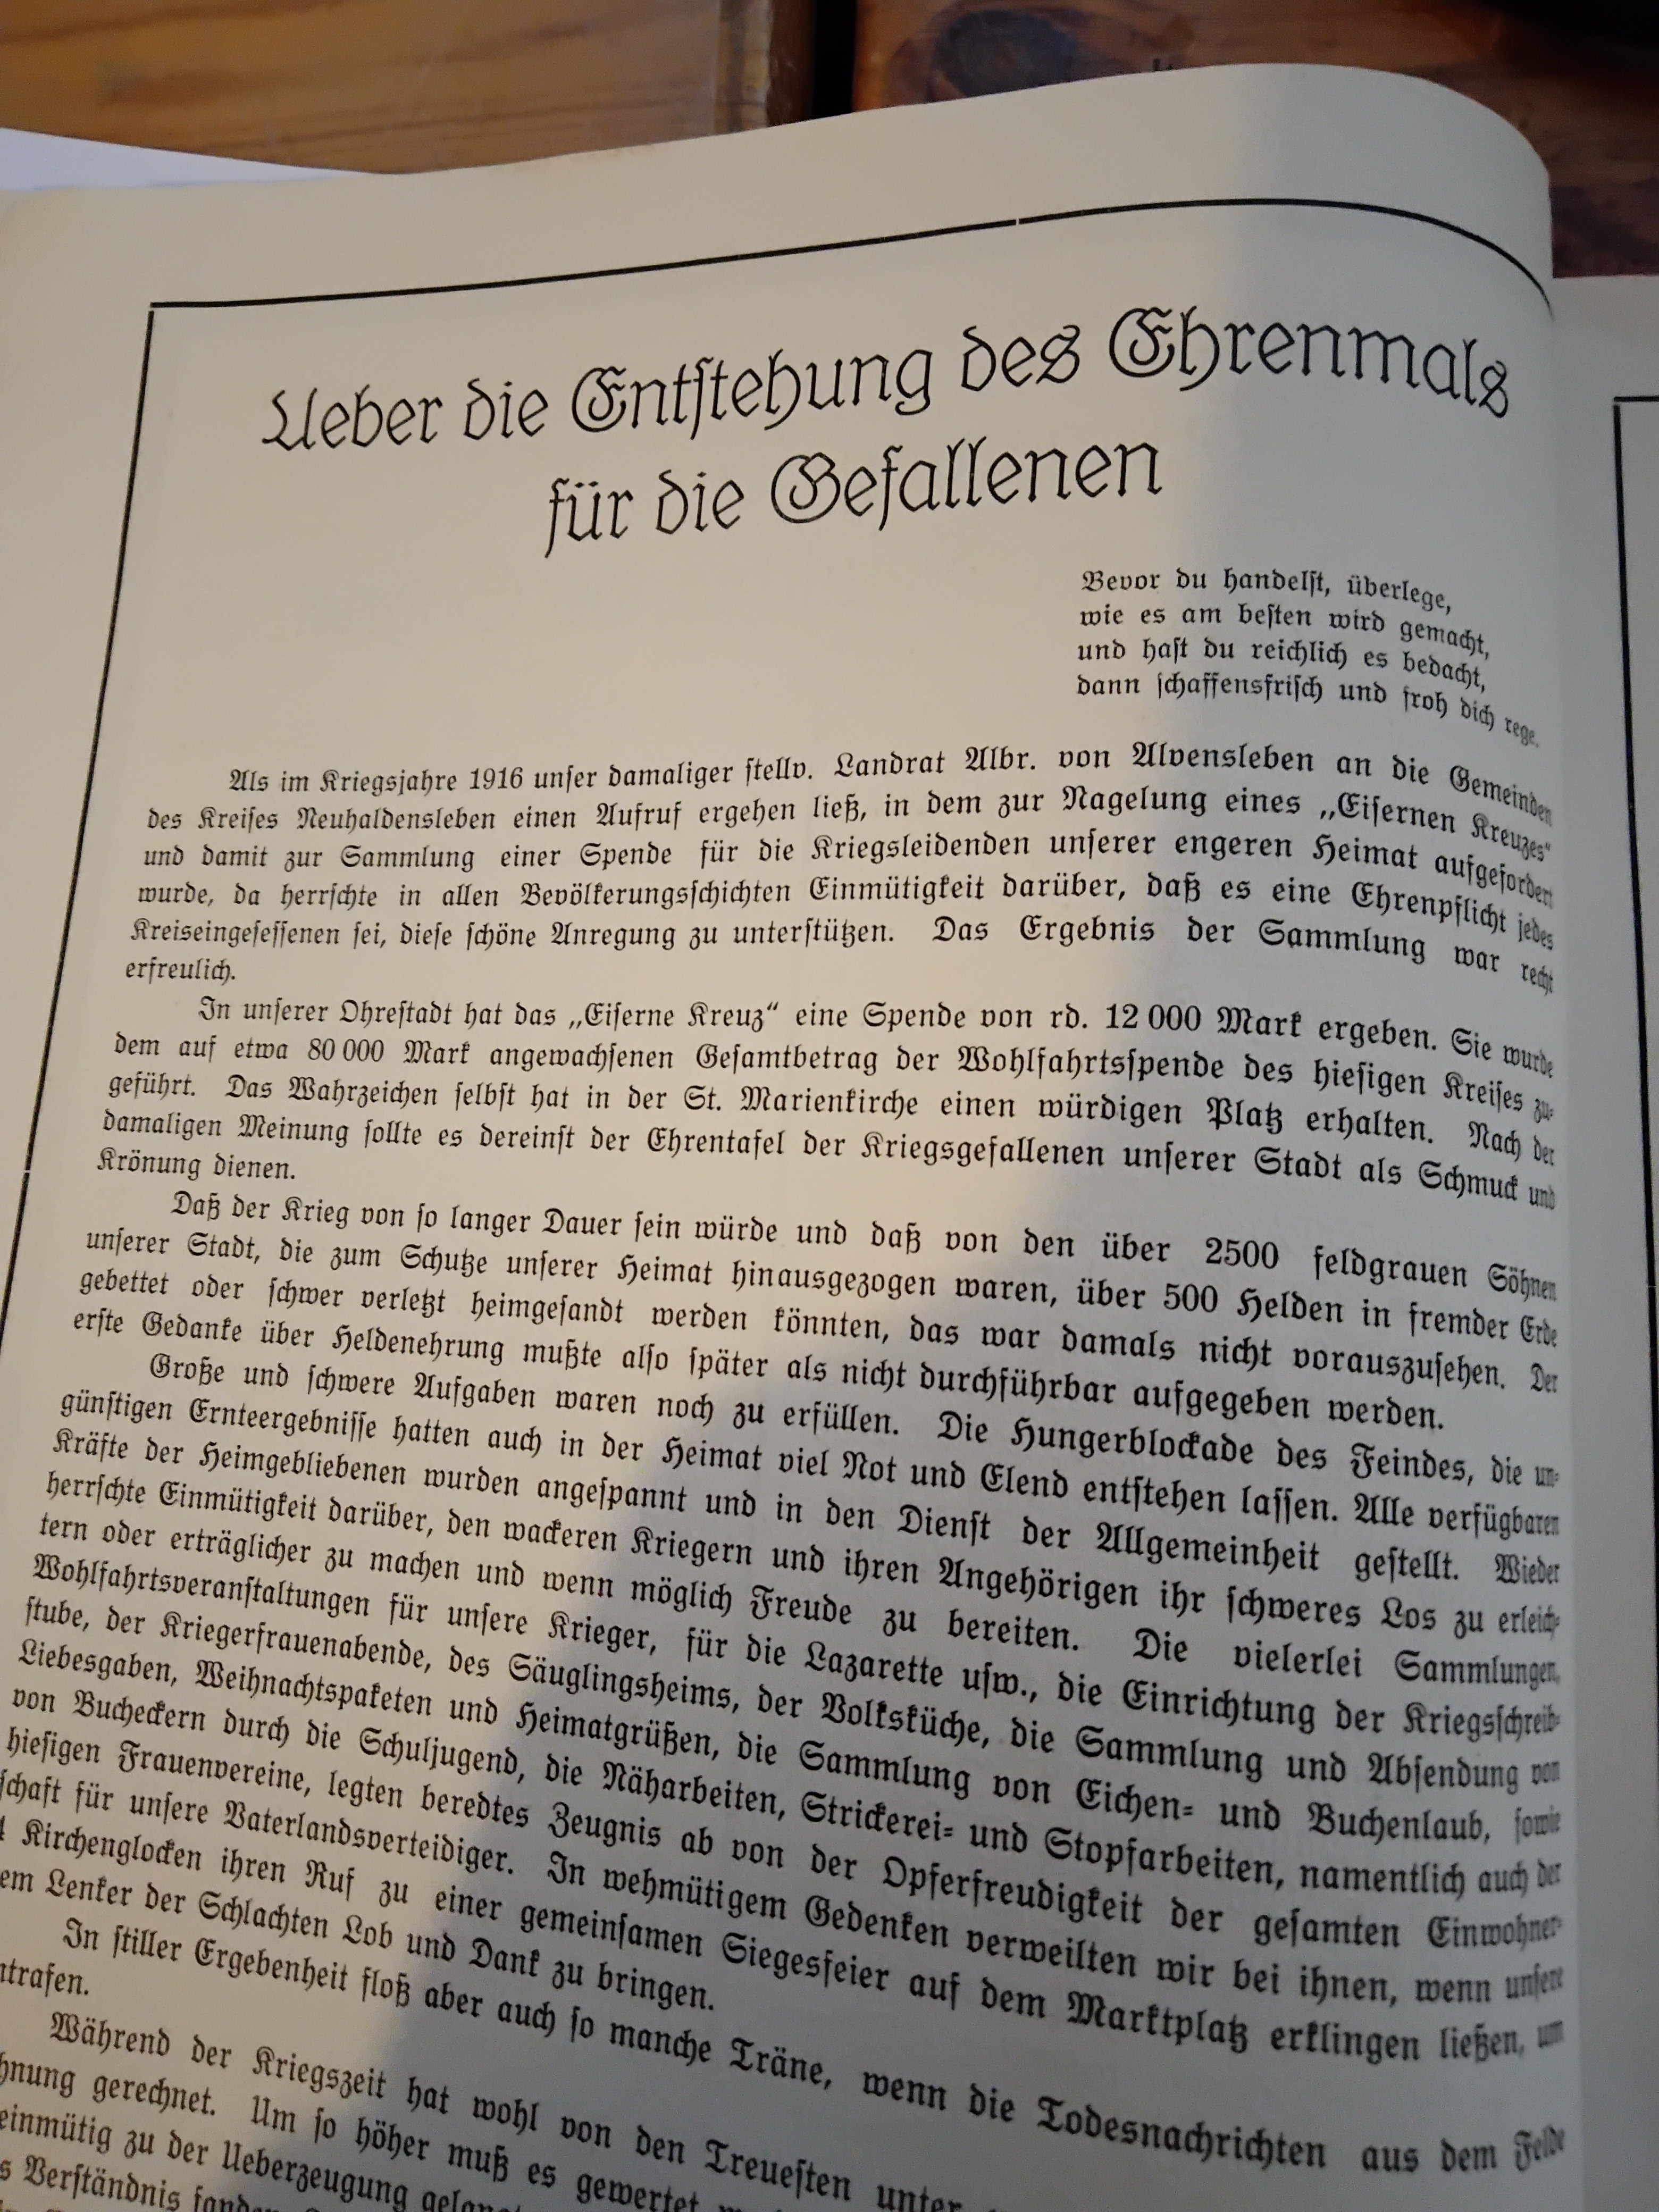 Ueber die Entstehung des Ehrenmals
für die Gefallenen
Bevor du handelst, überlege,
wie es am besten wird gemacht,
und hast du reichlich es bedacht,
dann schaffensfrisch und froh dich rege.
Als im Kriegsjahre 1916 unser damaliger stellv. Landrat Albr. von Alvensleben an die Gemeinden
des Kreises Neuhaldensleben einen Aufruf ergehen ließ, in dem zur Nagelung eines „Eisernen Kreuzes“
und damit zur Sammlung einer Spende für die Kriegsleidenden unserer engeren Heimat aufgefordert
wurde, da herrschte in allen Bevölkerungsschichten Einmütigkeit darüber, daß es eine Ehrenpflicht jedes
Kreiseingesessenen sei, diese schöne Anregung zu unterstützen. Das Ergebnis der Sammlung war recht
erfreulich.
In unserer Ohrestadt hat das „Eiserne Kreuz“ eine Spende von rd. 12 000 Mark ergeben. Sie wurde
dem auf etwa 80 000 Mark angewachsenen Gesamtbetrag der Wohlfahrtsspende des hiesigen Kreises zu-
geführt. Das Wahrzeichen selbst hat in der St. Marienkirche einen würdigen Platz erhalten. Nach der
damaligen Meinung sollte es dereinst der Ehrentafel der Kriegsgefallenen unserer Stadt als Schmuck und
Krönung dienen.
Daß der Krieg von so langer Dauer sein würde und daß von den über 2500 feldgrauen Söhnen
unserer Stadt, die zum Schutze unserer Heimat hinausgezogen waren, über 500 Helden in fremder Erde
gebettet oder schwer verletzt heimgesandt werden könnten, das war damals nicht vorauszusehen. Der
erste Gedanke über Heldenehrung mußte also später als nicht durchführbar aufgegeben werden.
Große und schwere Aufgaben waren noch zu erfüllen. Die Hungerblockade des Feindes, die un-
günstigen Ernteergebnisse hatten auch in der Heimat viel Not und Elend entstehen lassen. Alle verfügbaren
Kräfte der Heimgebliebenen wurden angespannt und in den Dienst der Allgemeinheit gestellt. Wieder
herrschte Einmütigkeit darüber, den wackeren Kriegern und ihren Angehörigen ihr schweres Los zu erleich-
tern oder erträglicher zu machen und wenn möglich Freude zu bereiten. Die vielerlei Sammlungen,
Wohlfahrtsveranstaltungen für unsere Krieger, für die Lazarette usw., die Einrichtung der Kriegsschreib-
stube, der Kriegerfrauenabende, des Säuglingsheims, der Volksküche, die Sammlung und Absendung von
Liebesgaben, Weihnachtspaketen und Heimatgrüßen, die Sammlung von Eichen- und Buchenlaub, sowie
von Bucheckern durch die Schuljugend, die Näharbeiten, Strickerei- und Stopfarbeiten, namentlich auch der
hiesigen Frauenvereine, legten beredtes Zeugnis ab von der Opferfreudigkeit der gesamten Einwohner-
schaft für unsere Vaterlandsverteidiger. In wehmütigem Gedenken verweilten wir bei ihnen, wenn unsere
Kirchenglocken ihren Ruf zu einer gemeinsamen Siegesfeier auf dem Marktplatz erklingen ließen, um
em Lenker der Schlachten Lob und Dank zu bringen.
In stiller Ergebenheit floß aber auch so manche Träne, wenn die Todesnachrichten aus dem Felde
ntrafen.
Während der Kriegszeit hat wohl von den Treuesten unter
hnung gerechnet. Um so höher muß es gewertet
einmütig zu der Ueberzeugung
s Verständnis